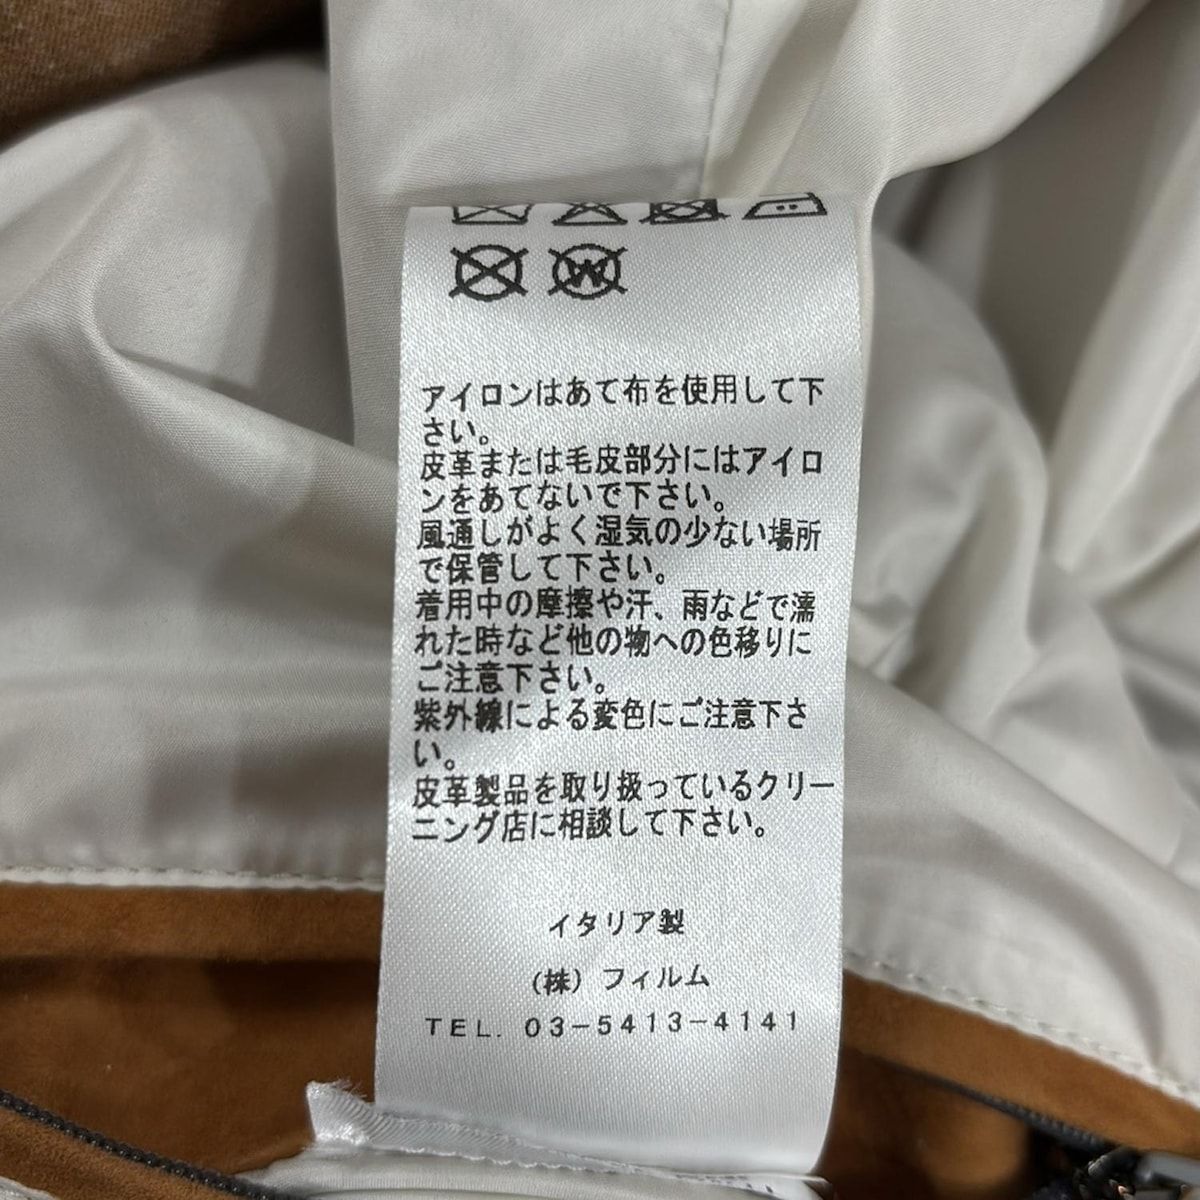 W
アイロンはあて布を使用して下
さい。
皮革または毛皮部分にはアイロ
ンをあてないで下さい。
風通しがよく湿気の少ない場所
で保管して下さい。
着用中の摩擦や汗、雨などで濡
れた時など他の物への色移りに
ご注意下さい。
紫外線による変色にご注意下さ
い。
皮革製品を取り扱っているクリー
ニング店に相談して下さい。
イタリア製
(株) フィルム
TEL. 03-5413-4141